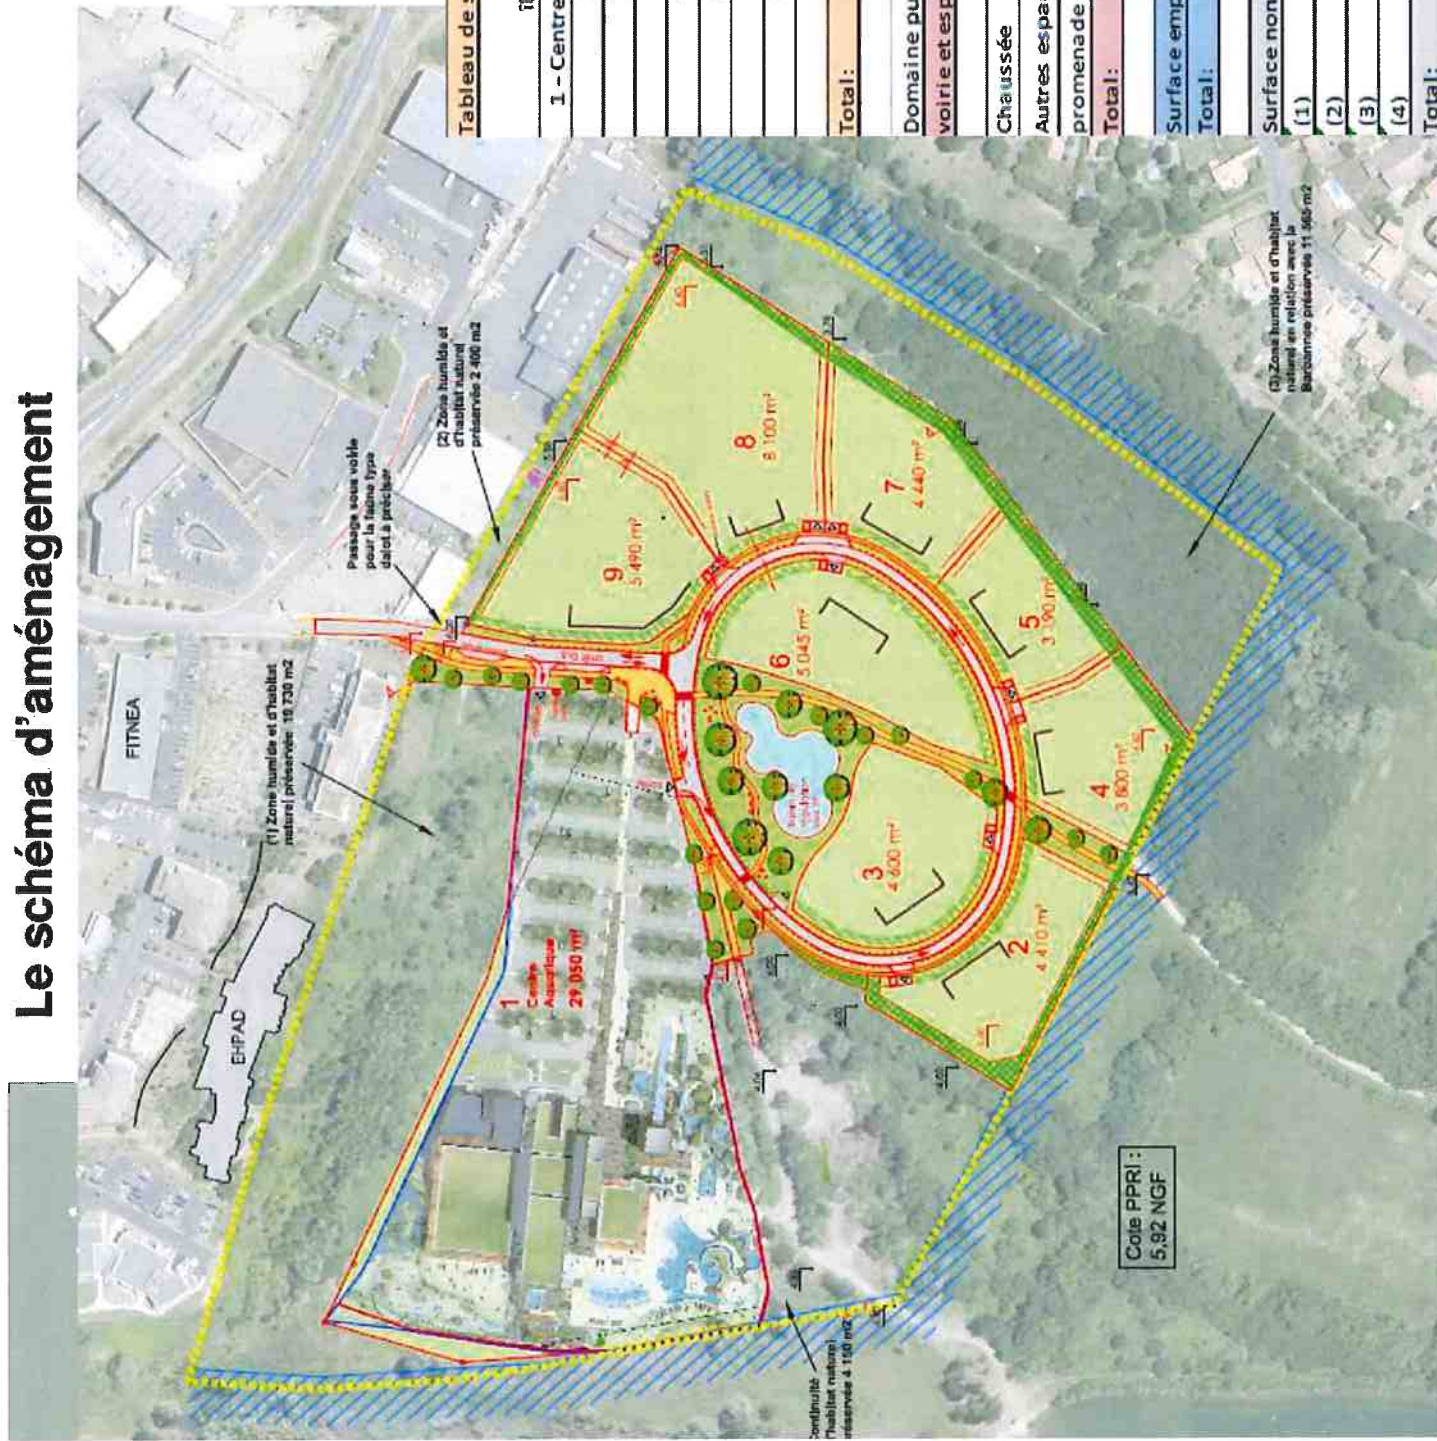 Le schéma d'aménagement
FITNEA
EHPAD
(1) Zone humide et d'habitat
naturel préservée 10 730 m2
Passage sous voirie
pour la faune type
dalot à préciser
(2) Zone humide et
d'habitat naturel
préservée 2 400 m2
(3) Zone humide et d'habitat
naturel en relation avec la
préservée 11 565 m2
Continuité
l'habitat naturel
préservée 4 150 m2
1
Centre
Aquatique
29 050 m²
2
4 410 m²
3
4 600 m²
4
3 800 m²
5
3 190 m²
6
5 045 m²
7
4 440 m²
8
8 100 m²
9
5 490 m²
Cote PPRI :
5,92 NGF
Tableau de s
1 - Centre
Total :
Domaine pu
voirie et esp
Chaussée
Autres espa
promenade
Total :
Surface emp
Total :
Surface non
(1)
(2)
(3)
(4)
Total :